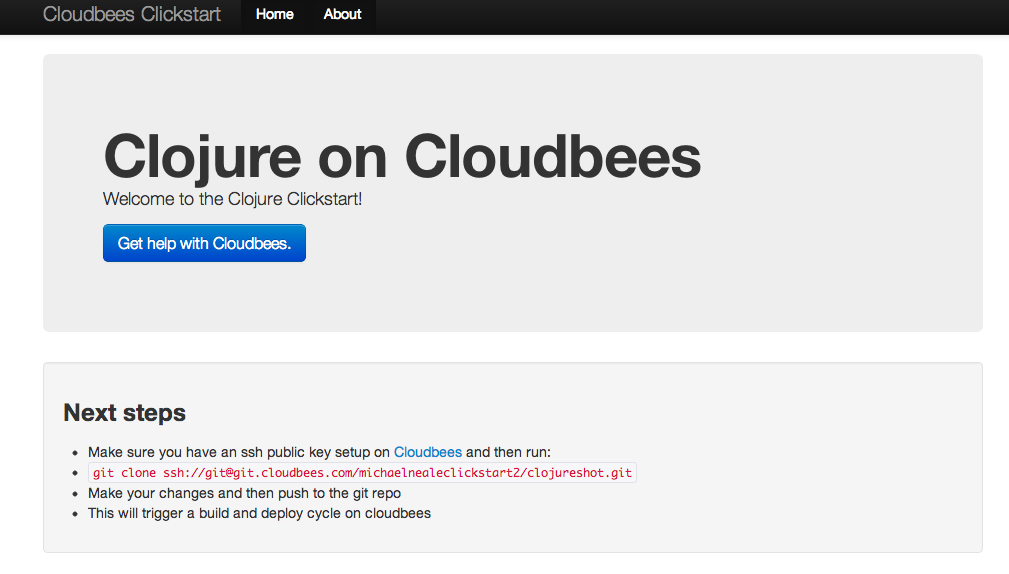 Cloudbees Clickstart Home About
Clojure on Cloudbees
Welcome to the Clojure Clickstart!
Get help with Cloudbees.
Next steps
Make sure you have an ssh public key setup on Cloudbees and then run:
git clone ssh://git@git.cloudbees.com/michaelnealeclickstart2/clojureshot.git
Make your changes and then push to the git repo
This will trigger a build and deploy cycle on cloudbees